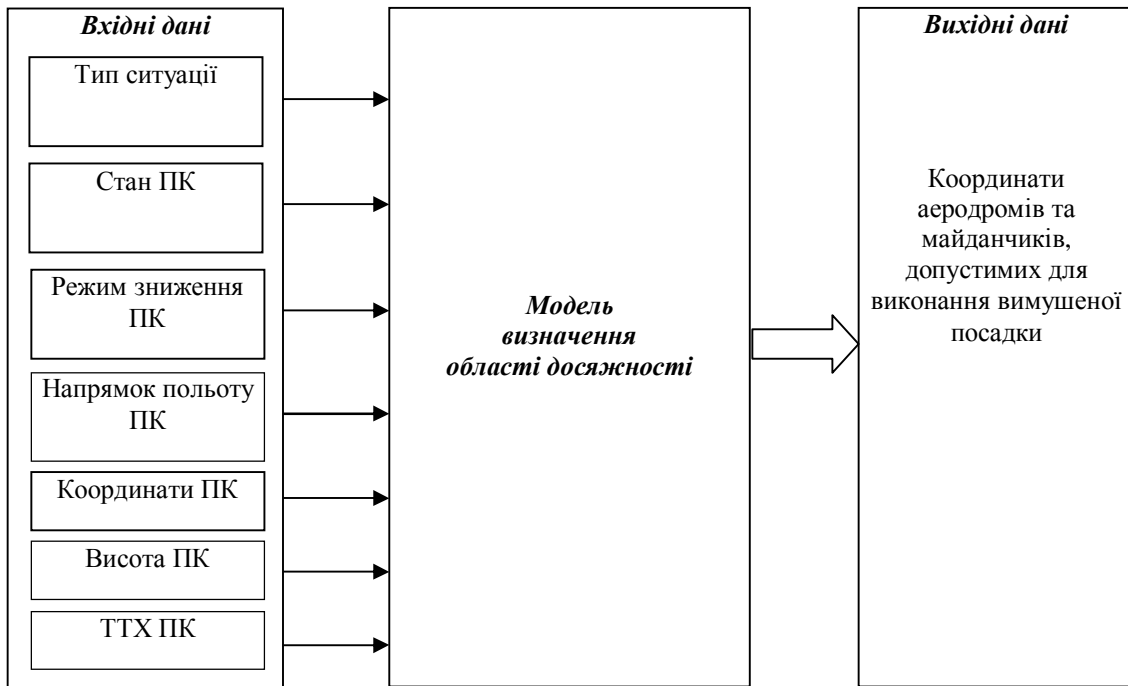 Вхідні дані
Тип ситуації
Стан ПК
Режим зниження
ПК
Напрямок польоту
ПК
Координати ПК
Висота ПК
ТТХ ПК
Модель
визначення
області досяжності
Вихідні дані
Координати
аеродромів та
майданчиків,
допустимих для
виконання вимушеної
посадки